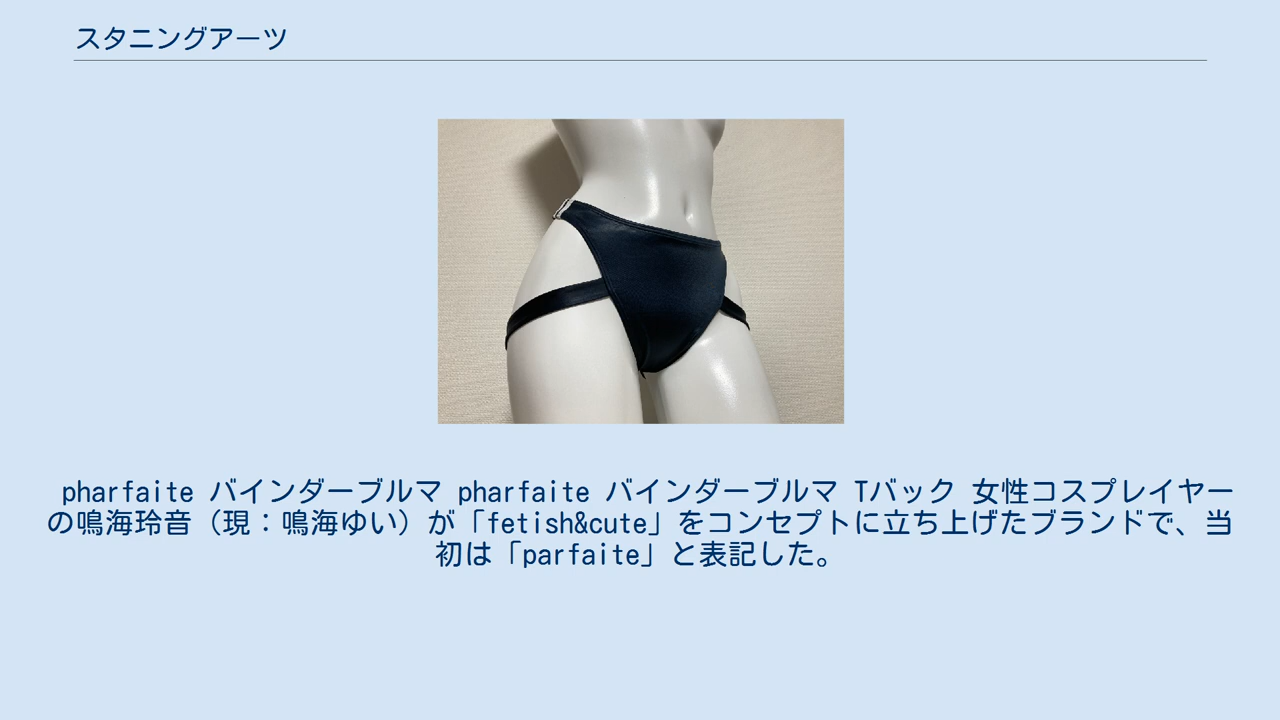 スタニングアーツ
pharfaite バインダーブルマ pharfaite バインダーブルマ Tバック 女性コスプレイヤー
の鳴海玲音（現：鳴海ゆい）が「fetish&cute」をコンセプトに立ち上げたブランドで、当
初は「parfaite」と表記した。